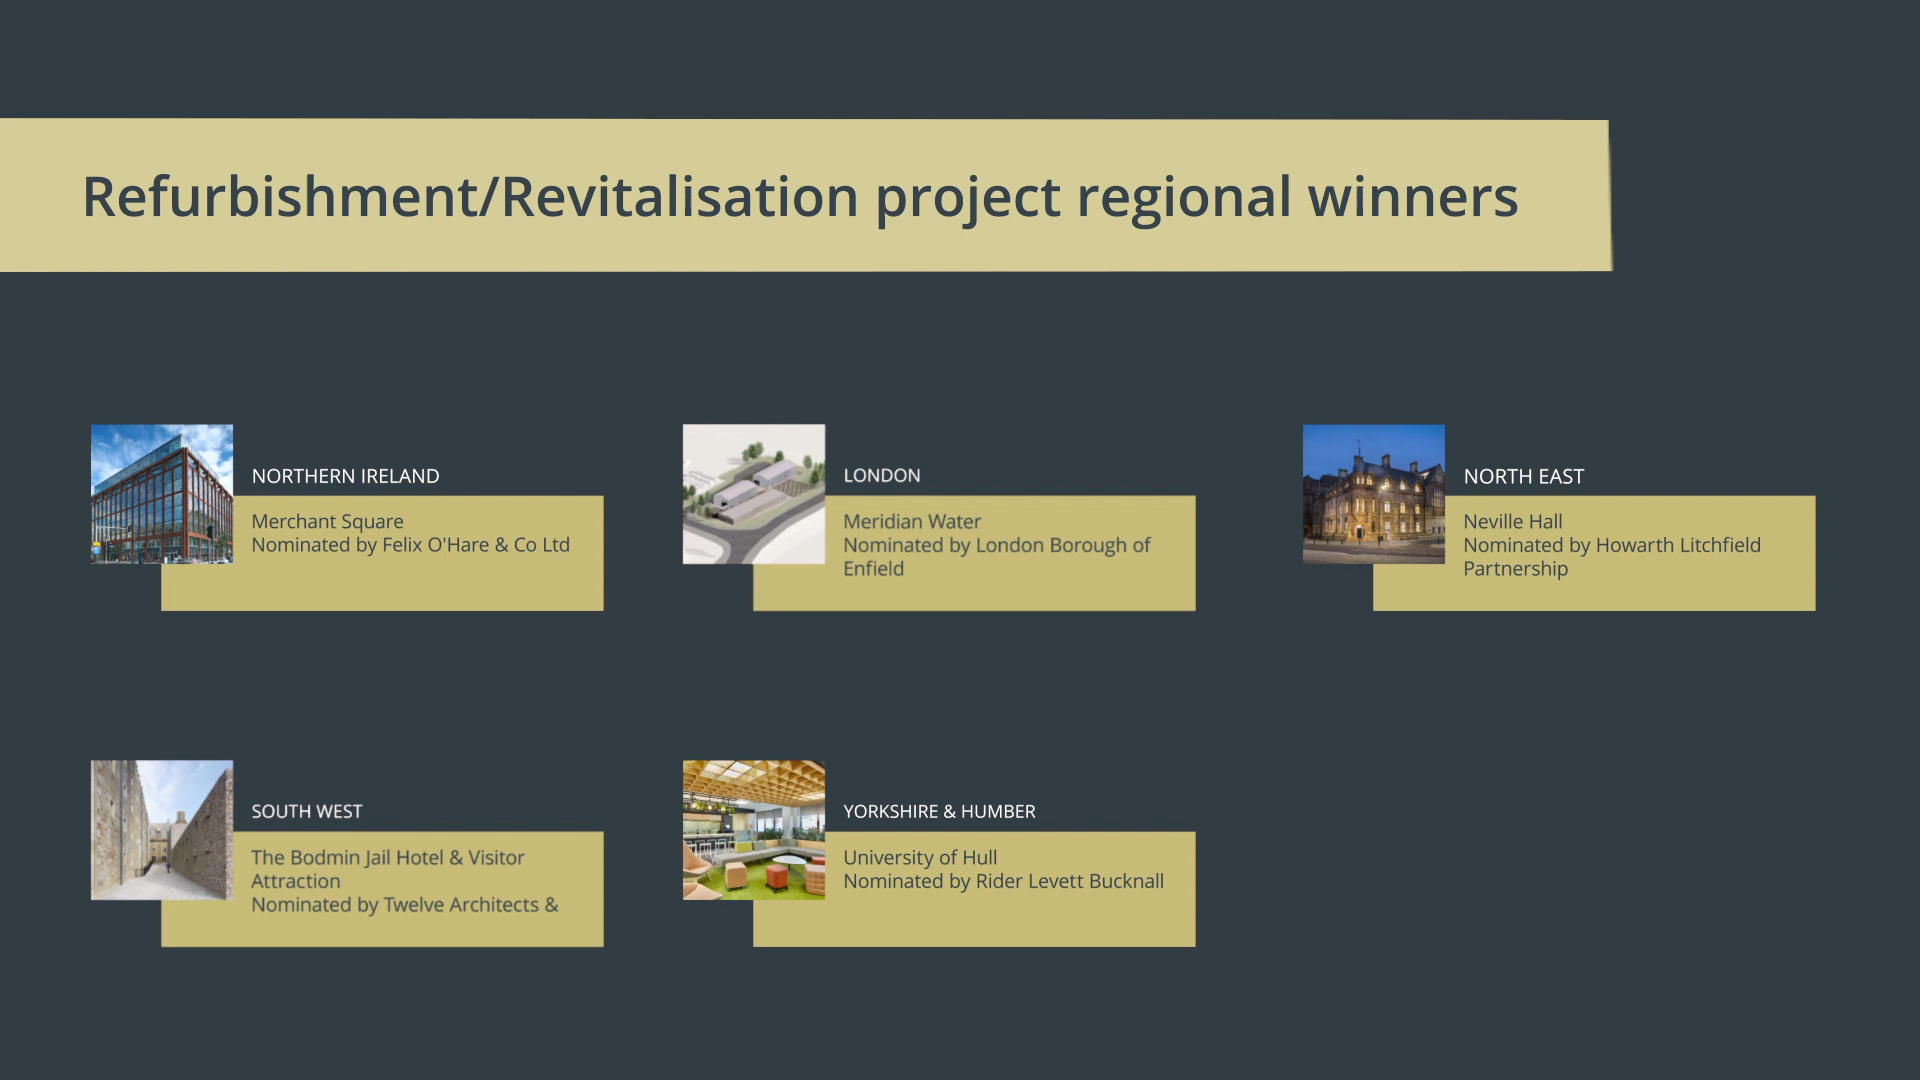 Refurbishment/Revitalisation project regional winners
NORTHERN IRELAND
Merchant Square
Nominated by Felix O'Hare & Co Ltd
LONDON
Meridian Water
Nominated by London Borough of
Enfield
NORTH EAST
Neville Hall
Nominated by Howarth Litchfield
Partnership
SOUTH WEST
The Bodmin Jail Hotel & Visitor
Attraction
Nominated by Twelve Architects &
YORKSHIRE & HUMBER
University of Hull
Nominated by Rider Levett Bucknall